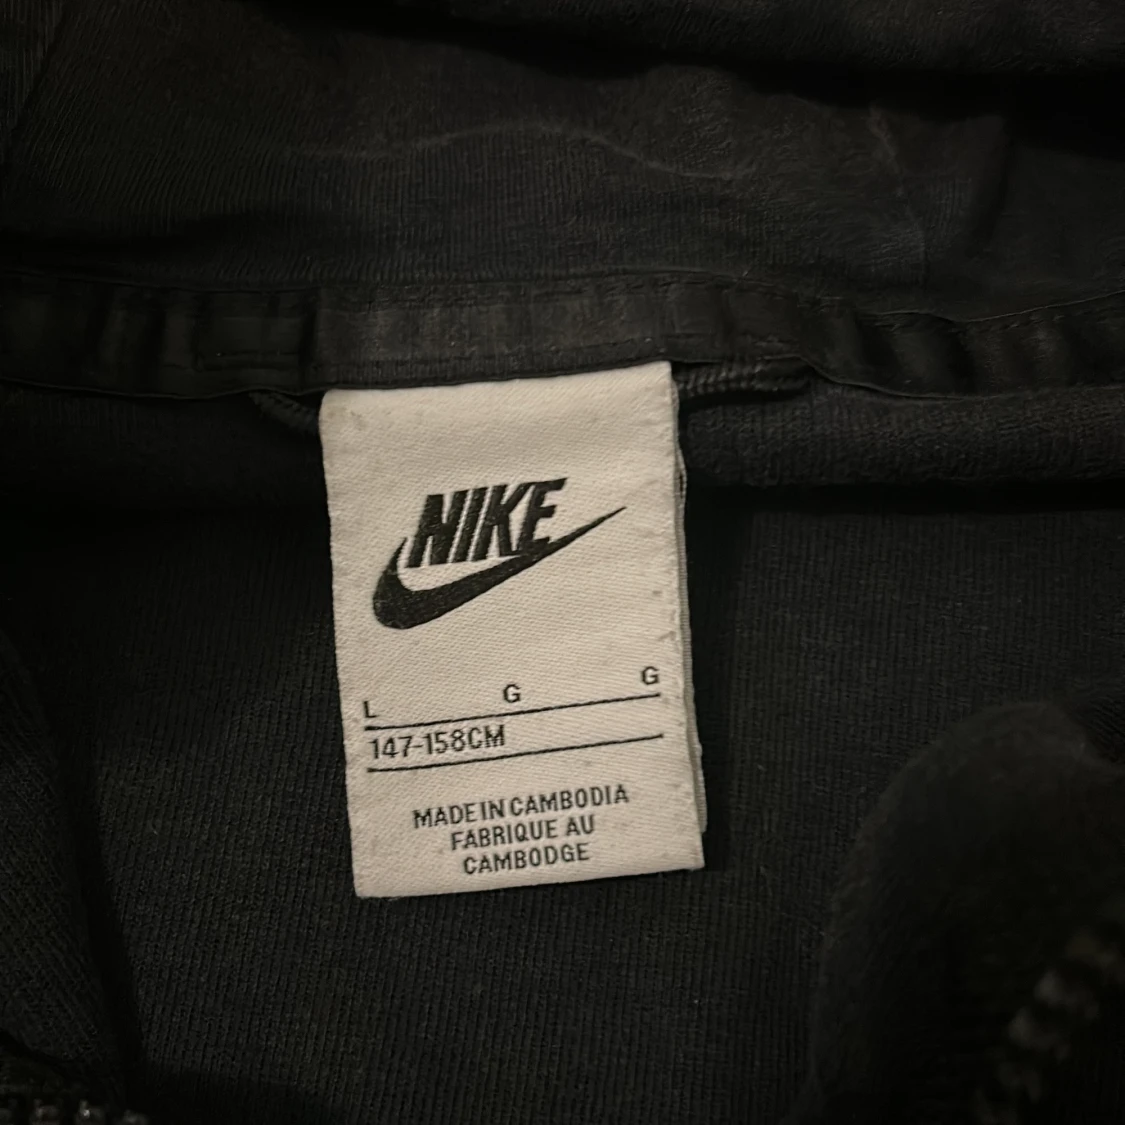 NIKE
L G G
147-158CM
MADE IN CAMBODIA
FABRIQUE AU
CAMBODGE